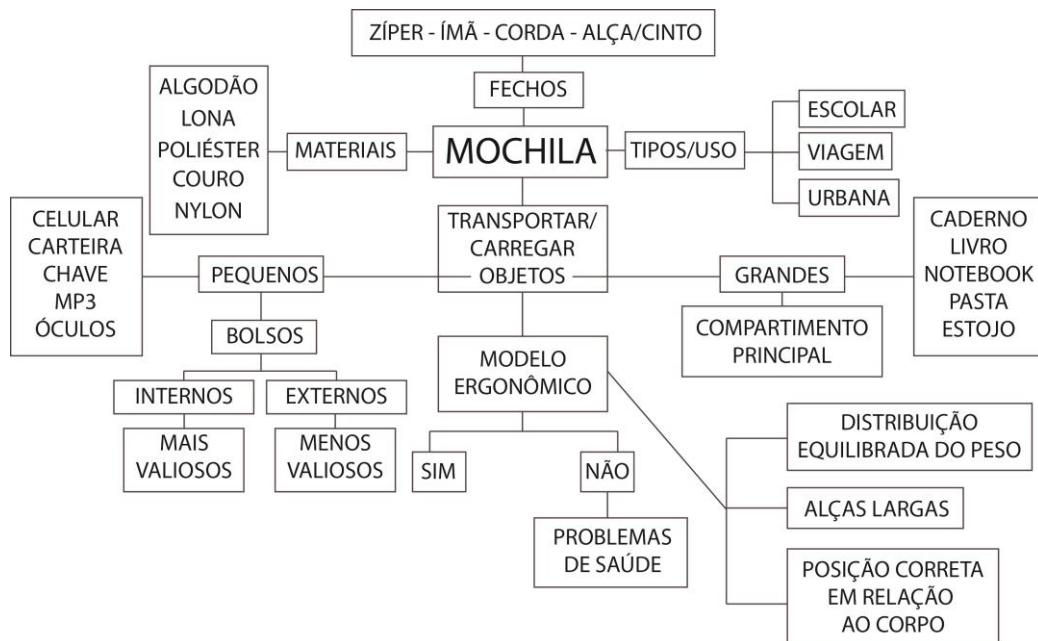 ZÍPER - ÍMÃ - CORDA - ALÇA/CINTO
FECHOS
MOCHILA
MATERIAIS
ALGODÃO
LONA
POLIÉSTER
COURO
NYLON
TIPOS/USO
ESCOLAR
VIAGEM
URBANA
TRANSPORTAR/
CARREGAR
OBJETOS
PEQUENOS
CELULAR
CARTEIRA
CHAVE
MP3
ÓCULOS
BOLSOS
INTERNOS
MAIS
VALIOSOS
EXTERNOS
MENOS
VALIOSOS
GRANDES
CADERNO
LIVRO
NOTEBOOK
PASTA
ESTOJO
COMPARTIMENTO
PRINCIPAL
MODELO
ERGONÔMICO
SIM
NÃO
PROBLEMAS
DE SAÚDE
DISTRIBUIÇÃO
EQUILIBRADA DO PESO
ALÇAS LARGAS
POSIÇÃO CORRETA
EM RELAÇÃO
AO CORPO